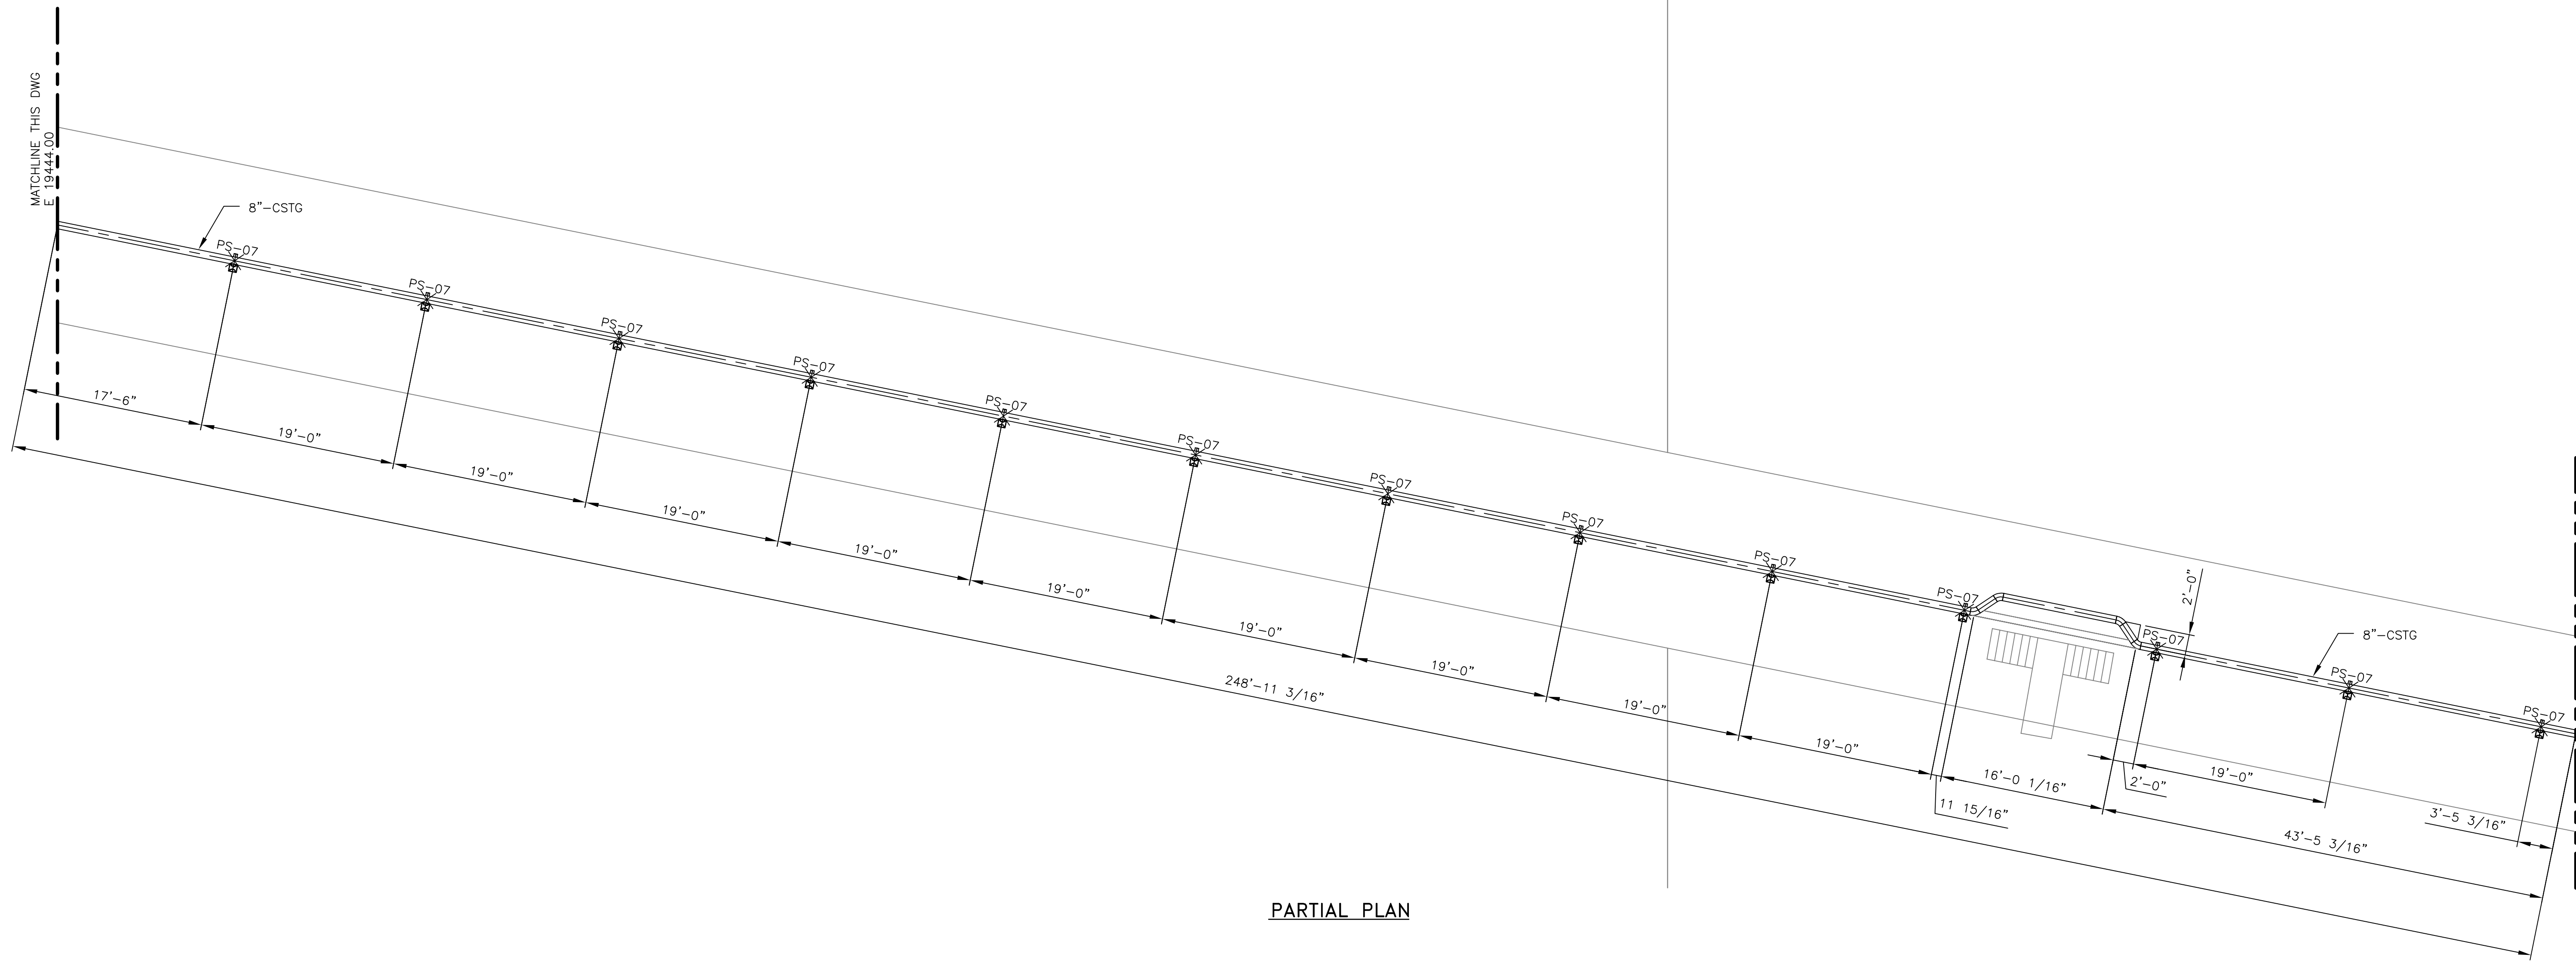 MATCHLINE THIS DWG
E 19444.00
8"-CSTG
PS-07
PS-07
PS-07
PS-07
PS-07
PS-07
PS-07
PS-07
PS-07
PS-07
PS-07
PS-07
PS-07
2'-0"
8"-CSTG
17'-6"
19'-0"
19'-0"
19'-0"
19'-0"
19'-0"
19'-0"
19'-0"
19'-0"
19'-0"
11 15/16"
16'-0 1/16"
2'-0"
19'-0"
3'-5 3/16"
43'-5 3/16"
248'-11 3/16"
PARTIAL PLAN